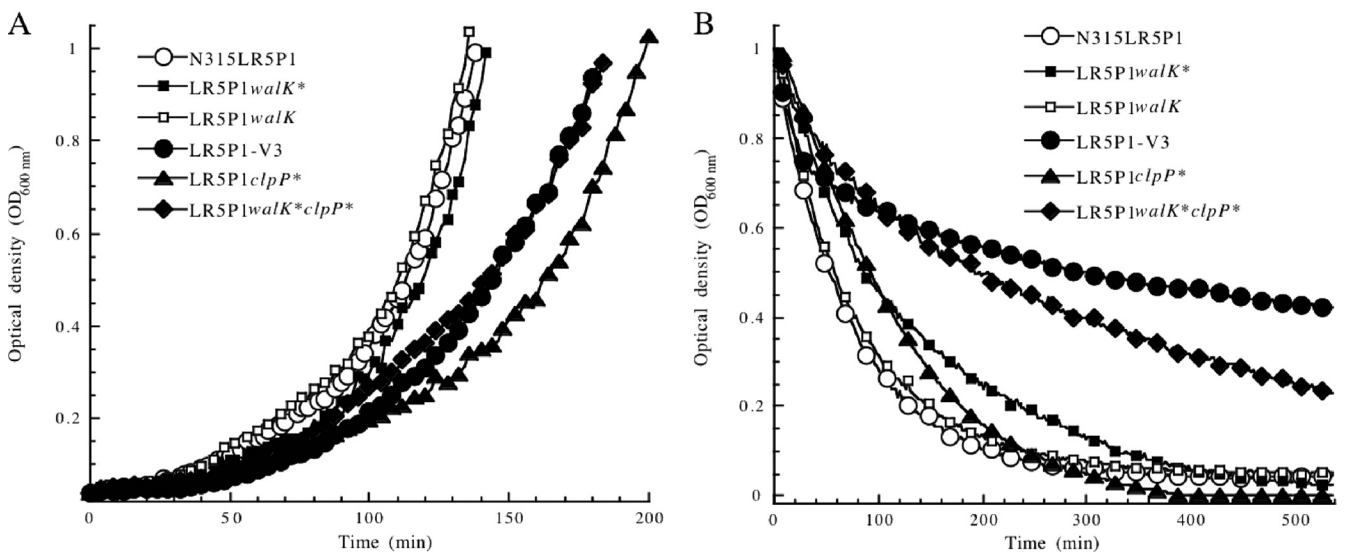 A
Optical density (OD600 nm)
1
0.8
0.6
0.4
0.2
N315LR5P1
LR5P1walK*
LR5P1walK
LR5P1-V3
LR5P1clpP*
LR5P1walK*clpP*
0 50 100 150 200
Time (min)
B
Optical density (OD600 nm)
1
0.8
0.6
0.4
0.2
0
N315LR5P1
LR5P1walK*
LR5P1walK
LR5P1-V3
LR5P1clpP*
LR5P1walK*clpP*
0 100 200 300 400 500
Time (min)